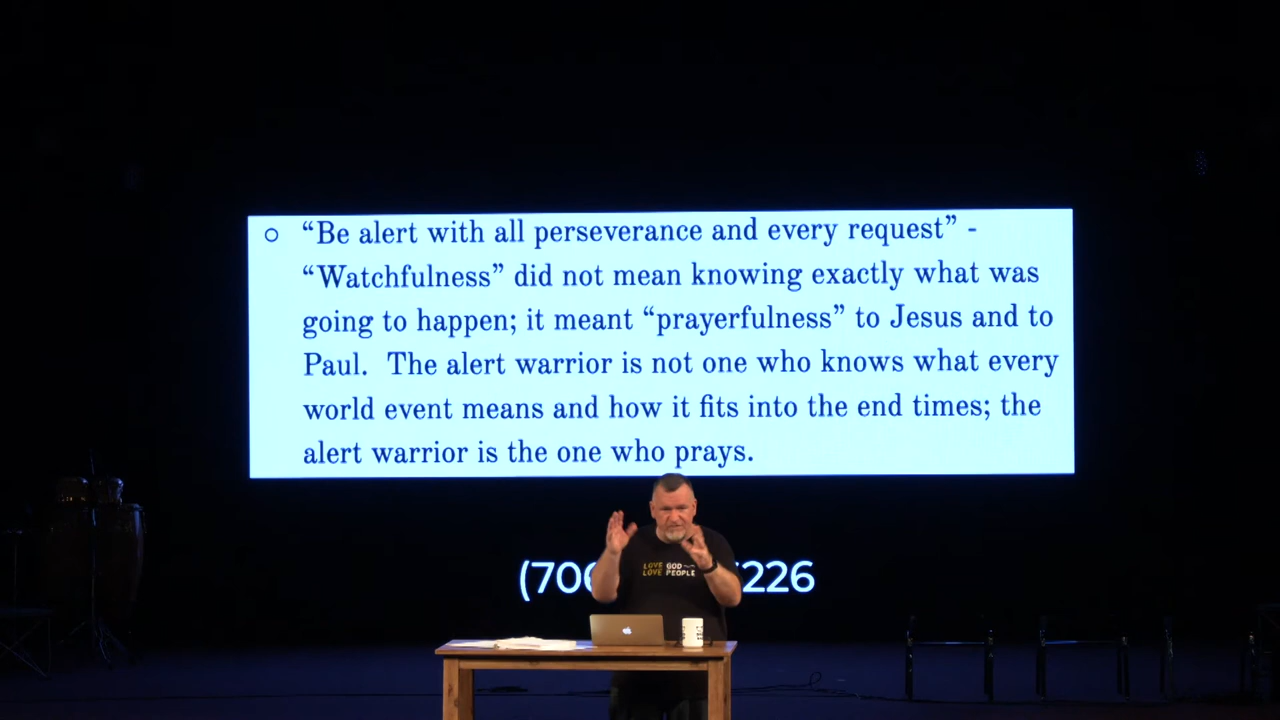 “Be alert with all perseverance and every request” -
“Watchfulness” did not mean knowing exactly what was
going to happen; it meant “prayerfulness” to Jesus and to
Paul. The alert warrior is not one who knows what every
world event means and how it fits into the end times; the
alert warrior is the one who prays.
LOVE GOD
LOVE PEOPLE
226